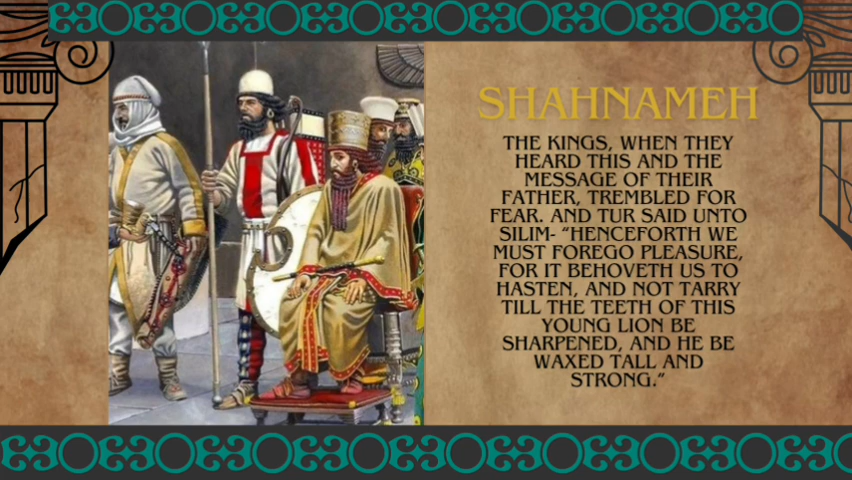 SHAHNAMEH
THE KINGS, WHEN THEY
HEARD THIS AND THE
MESSAGE OF THEIR
FATHER, TREMBLED FOR
FEAR. AND TUR SAID UNTO
SILIM- “HENCEFORTH WE
MUST FOREGO PLEASURE,
FOR IT BEHOVETH US TO
HASTEN, AND NOT TARRY
TILL THE TEETH OF THIS
YOUNG LION BE
SHARPENED, AND HE BE
WAXED TALL AND
STRONG.”